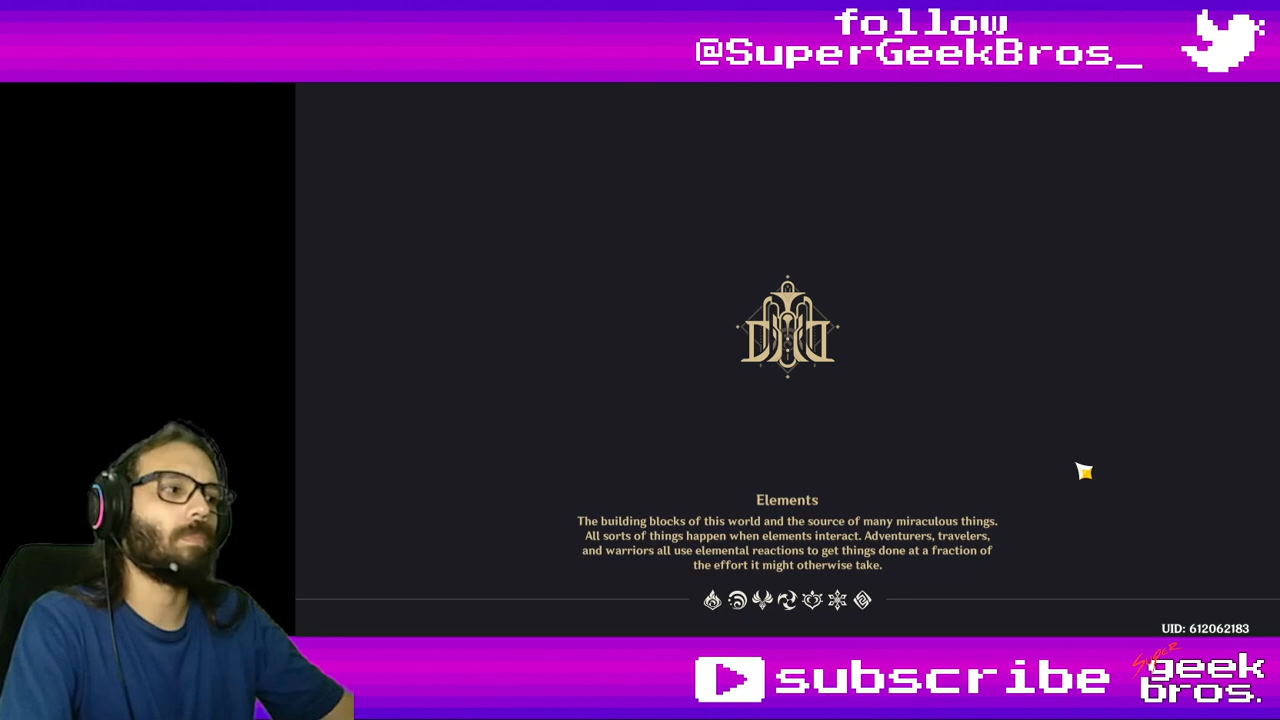 follow
@SuperGeekBros_
Elements
The building blocks of this world and the source of many miraculous things.
All sorts of things happen when elements interact. Adventurers, travelers,
and warriors all use elemental reactions to get things done at a fraction of
the effort it might otherwise take.
UID: 612062183
subscribe
super
geek
bros.